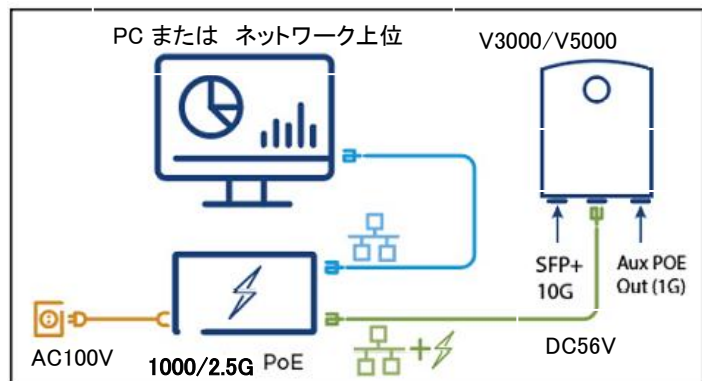 PC または ネットワーク上位
V3000/V5000
SFP+
10G
Aux POE
Out (1G)
AC100V
1000/2.5G PoE
DC56V